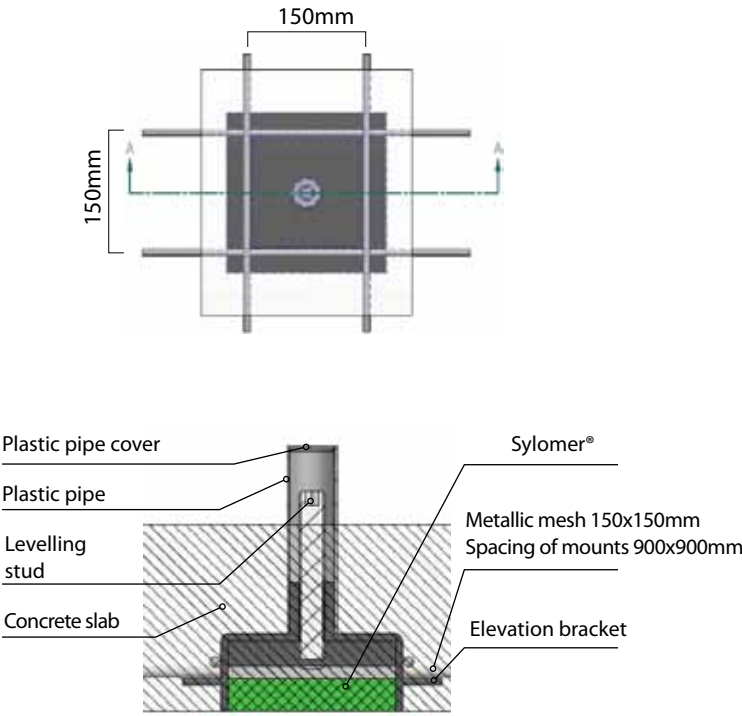 150mm
150mm
A
A
Plastic pipe cover
Plastic pipe
Levelling
stud
Concrete slab
Sylomer®
Metallic mesh 150x150mm
Spacing of mounts 900x900mm
Elevation bracket